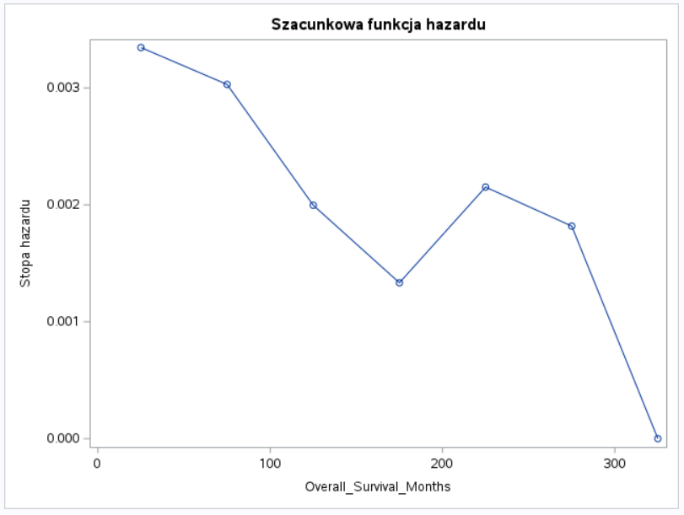 Szacunkowa funkcja hazardu
0.003
0.002
0.001
0.000
Stopa hazardu
0 100 200 300
Overall_Survival_Months